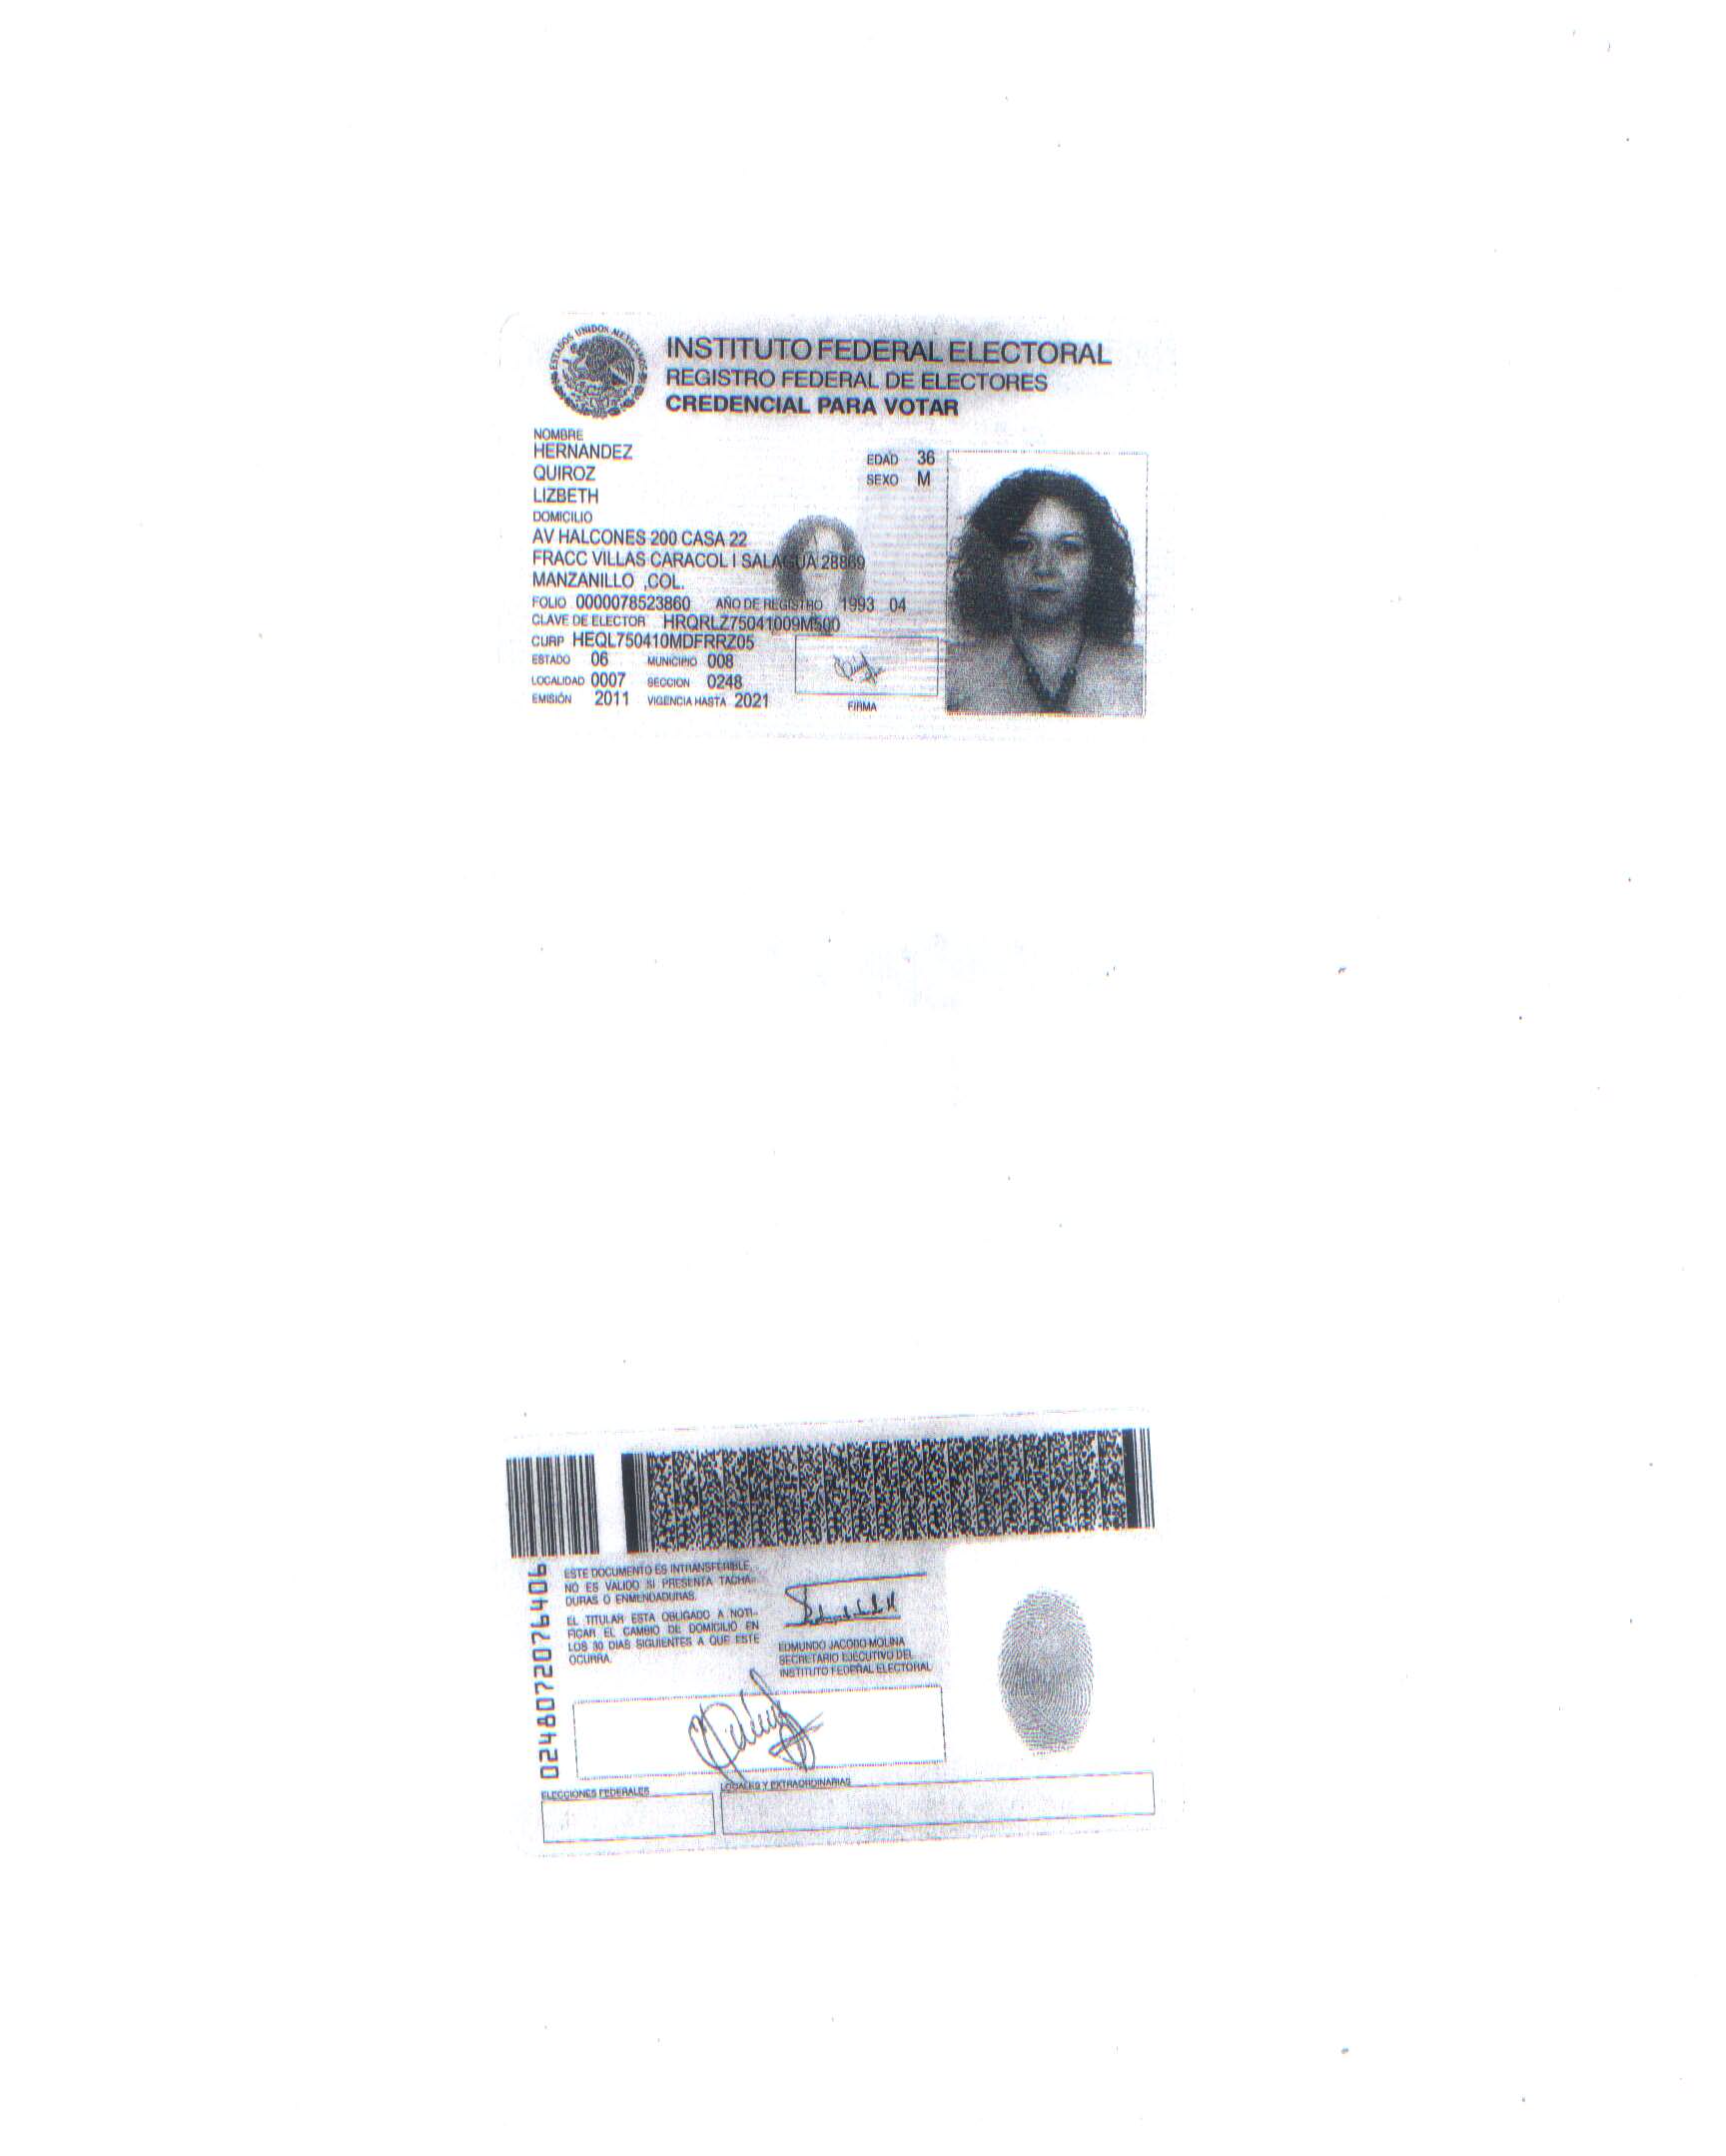 ESTADOS UNIDOS MEXICANOS
INSTITUTO FEDERAL ELECTORAL
REGISTRO FEDERAL DE ELECTORES
CREDENCIAL PARA VOTAR
NOMBRE
HERNANDEZ
QUIROZ
LIZBETH
EDAD 36
SEXO M
DOMICILIO
AV HALCONES 200 CASA 22
FRACC VILLAS CARACOL I SALAGUA 28869
MANZANILLO ,COL.
FOLIO 0000078523860 AÑO DE REGISTRO 1993 04
CLAVE DE ELECTOR HRQRLZ75041009M500
CURP HEQL750410MDFRRZ05
ESTADO 06 MUNICIPIO 008
LOCALIDAD 0007 SECCION 0248
EMISIÓN 2011 VIGENCIA HASTA 2021
FIRMA
0248072076406
ESTE DOCUMENTO ES INTRANSFERIBLE,
NO ES VALIDO SI PRESENTA TACHA-
DURAS O ENMENDADURAS.
EL TITULAR ESTA OBLIGADO A NOTI-
FICAR EL CAMBIO DE DOMICILIO EN
LOS 30 DIAS SIGUIENTES A QUE ESTE
OCURRA.
EDMUNDO JACOBO MOLINA
SECRETARIO EJECUTIVO DEL
INSTITUTO FEDERAL ELECTORAL
ELECCIONES FEDERALES
LOCALES Y EXTRAORDINARIAS